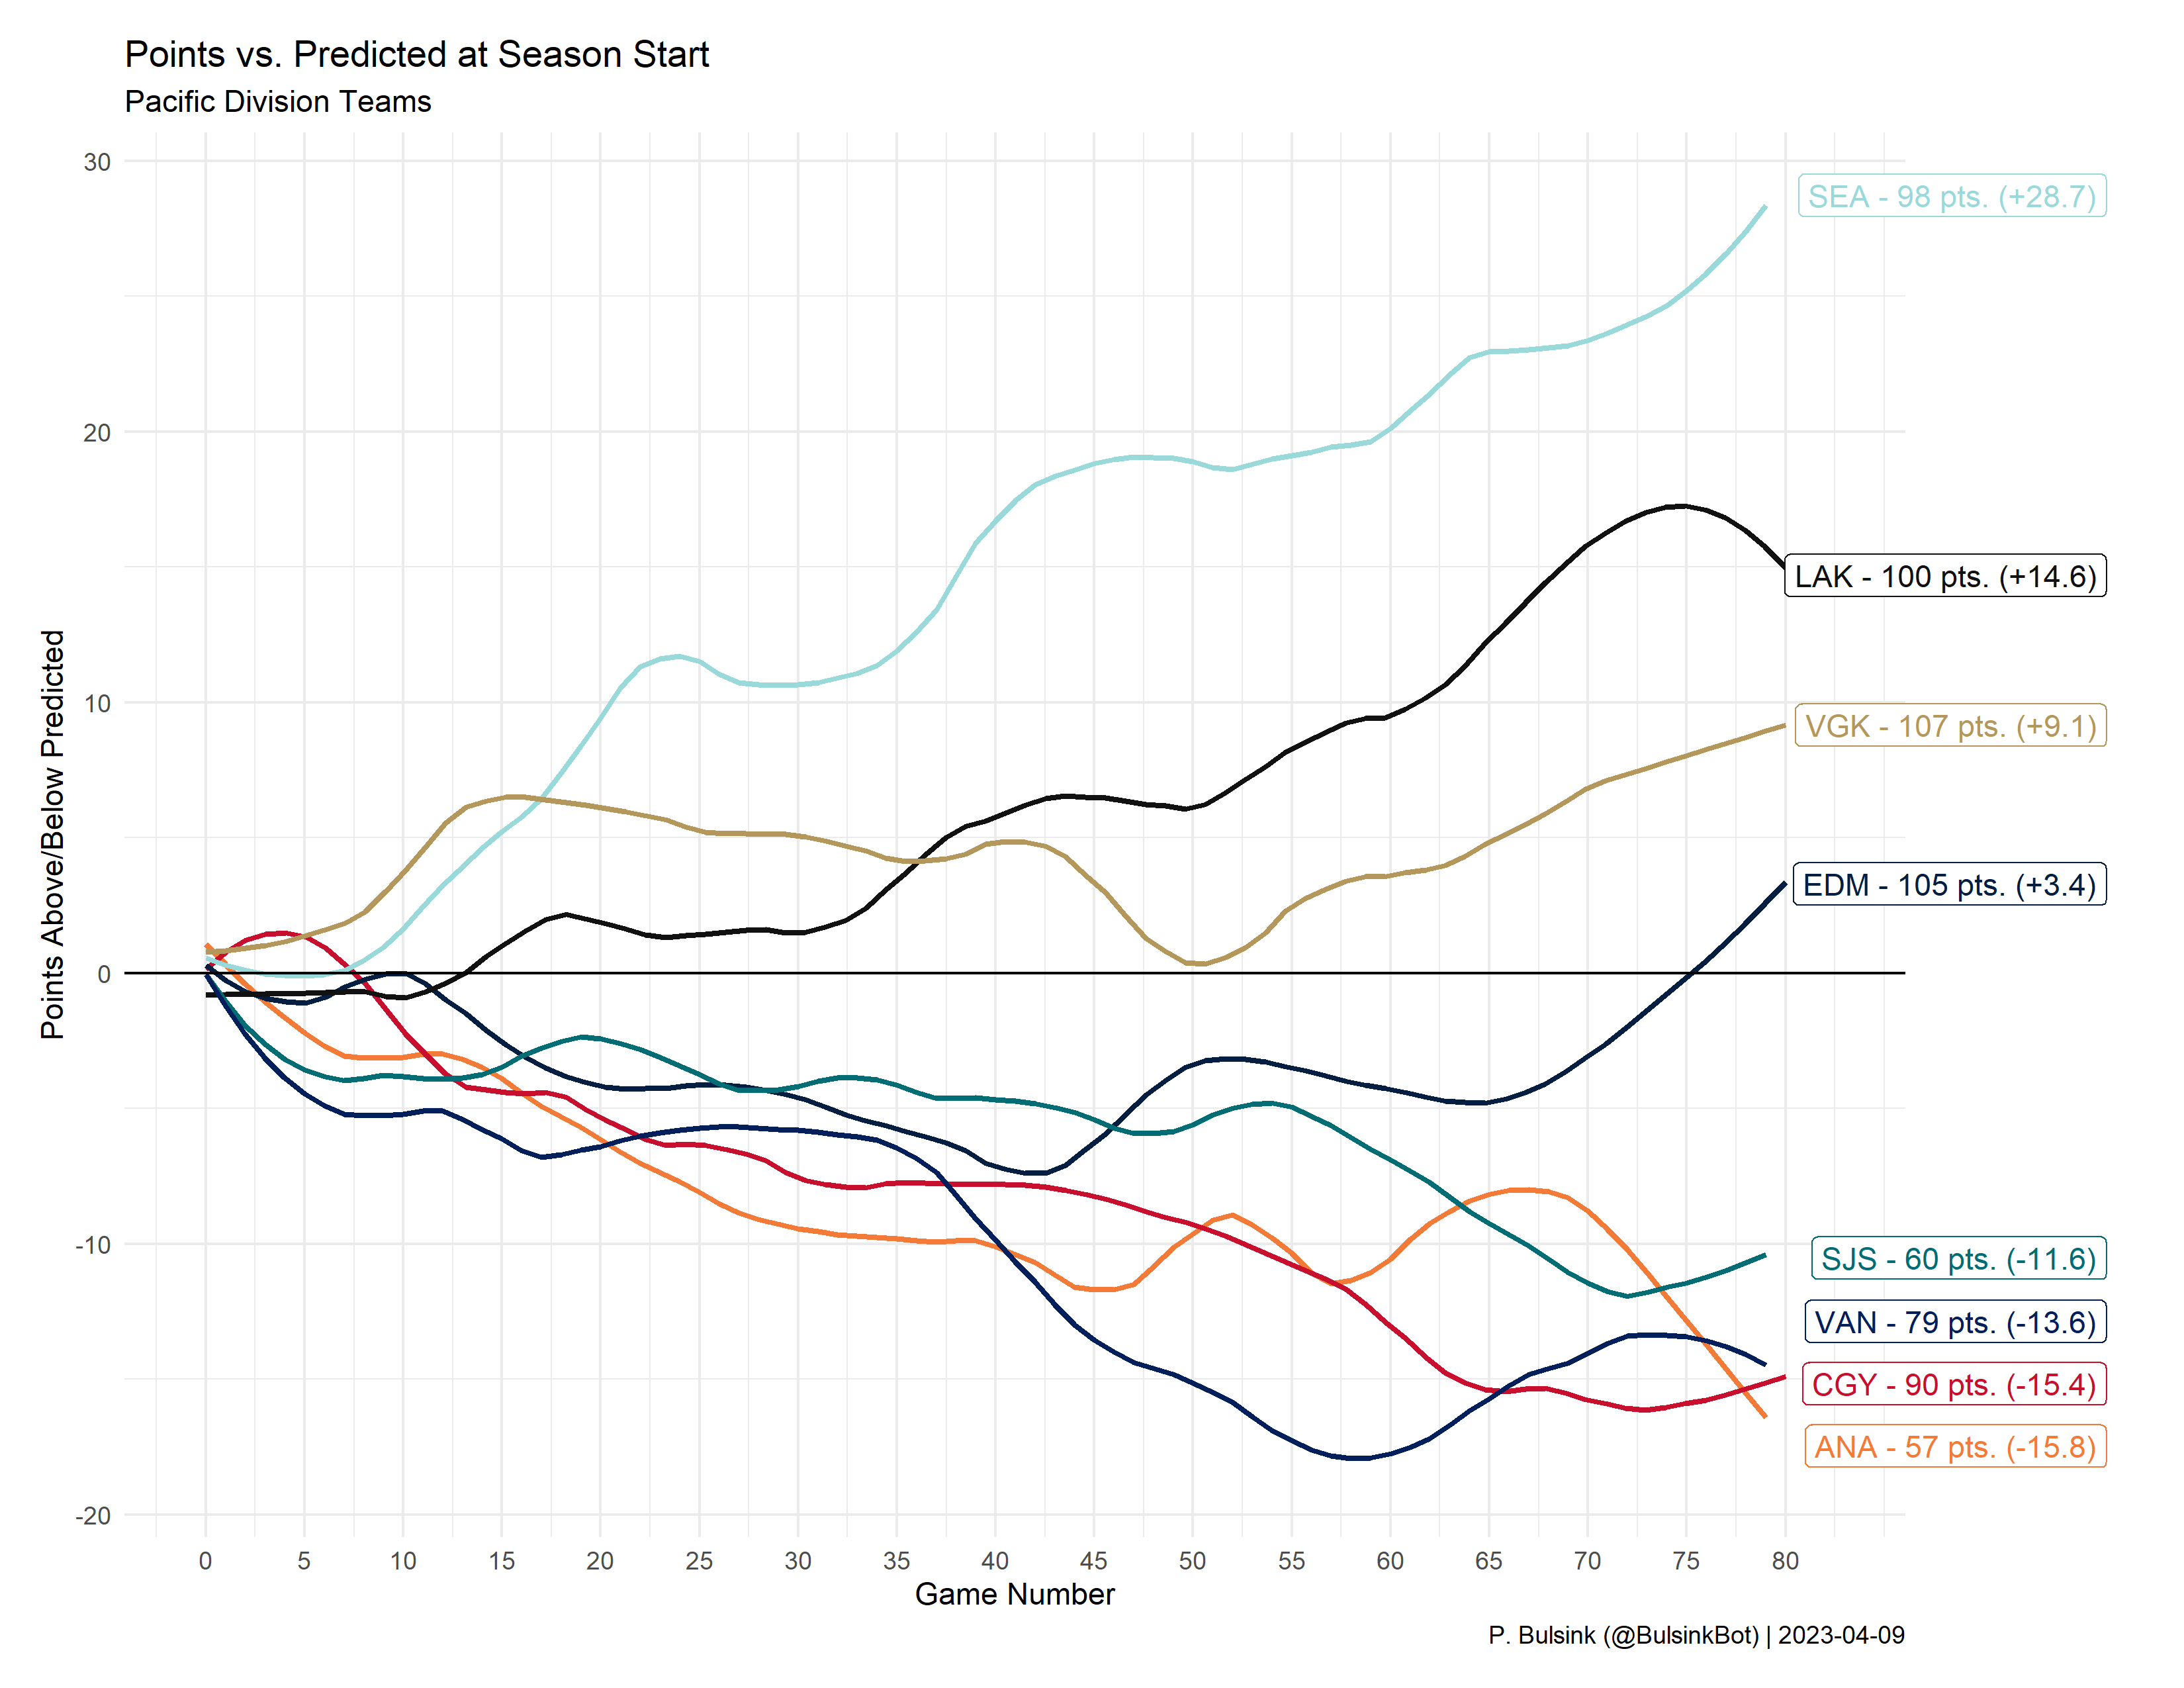 Points vs. Predicted at Season Start
Pacific Division Teams
Points Above/Below Predicted
30
20
10
0
-10
-20
SEA - 98 pts. (+28.7)
LAK - 100 pts. (+14.6)
VGK - 107 pts. (+9.1)
EDM - 105 pts. (+3.4)
SJS - 60 pts. (-11.6)
VAN - 79 pts. (-13.6)
CGY - 90 pts. (-15.4)
ANA - 57 pts. (-15.8)
0 5 10 15 20 25 30 35 40 45 50 55 60 65 70 75 80
Game Number
P. Bulsink (@BulsinkBot) | 2023-04-09